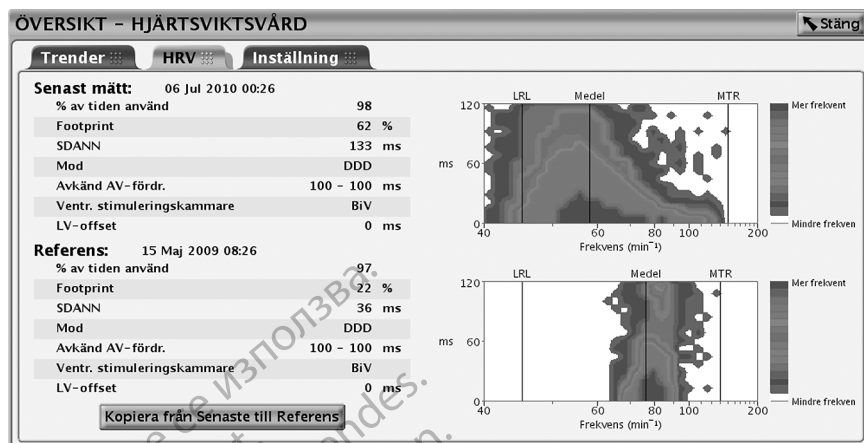 ÖVERSIKT – HJÄRTSVIKTSVÅRD
Stäng
Trender
HRV
Inställning
Senast mätt: 06 Jul 2010 00:26
% av tiden använd 98
Footprint 62 %
SDANN 133 ms
Mod DDD
Avkänd AV-fördr. 100 - 100 ms
Ventr. stimuleringskammare BiV
LV-offset 0 ms
Referens: 15 Maj 2009 08:26
% av tiden använd 97
Footprint 22 %
SDANN 36 ms
Mod DDD
Avkänd AV-fördr. 100 - 100 ms
Ventr. stimuleringskammare BiV
LV-offset 0 ms
Kopiera från Senaste till Referens
LRL Medel MTR
120
ms 60
0
40 60 80 100 200
Frekvens (min⁻¹)
Mer frekvent
Mindre frekvent
LRL Medel MTR
120
ms 60
0
40 60 80 100 200
Frekvens (min⁻¹)
Mer frekvent
Mindre frekvent
се използва.